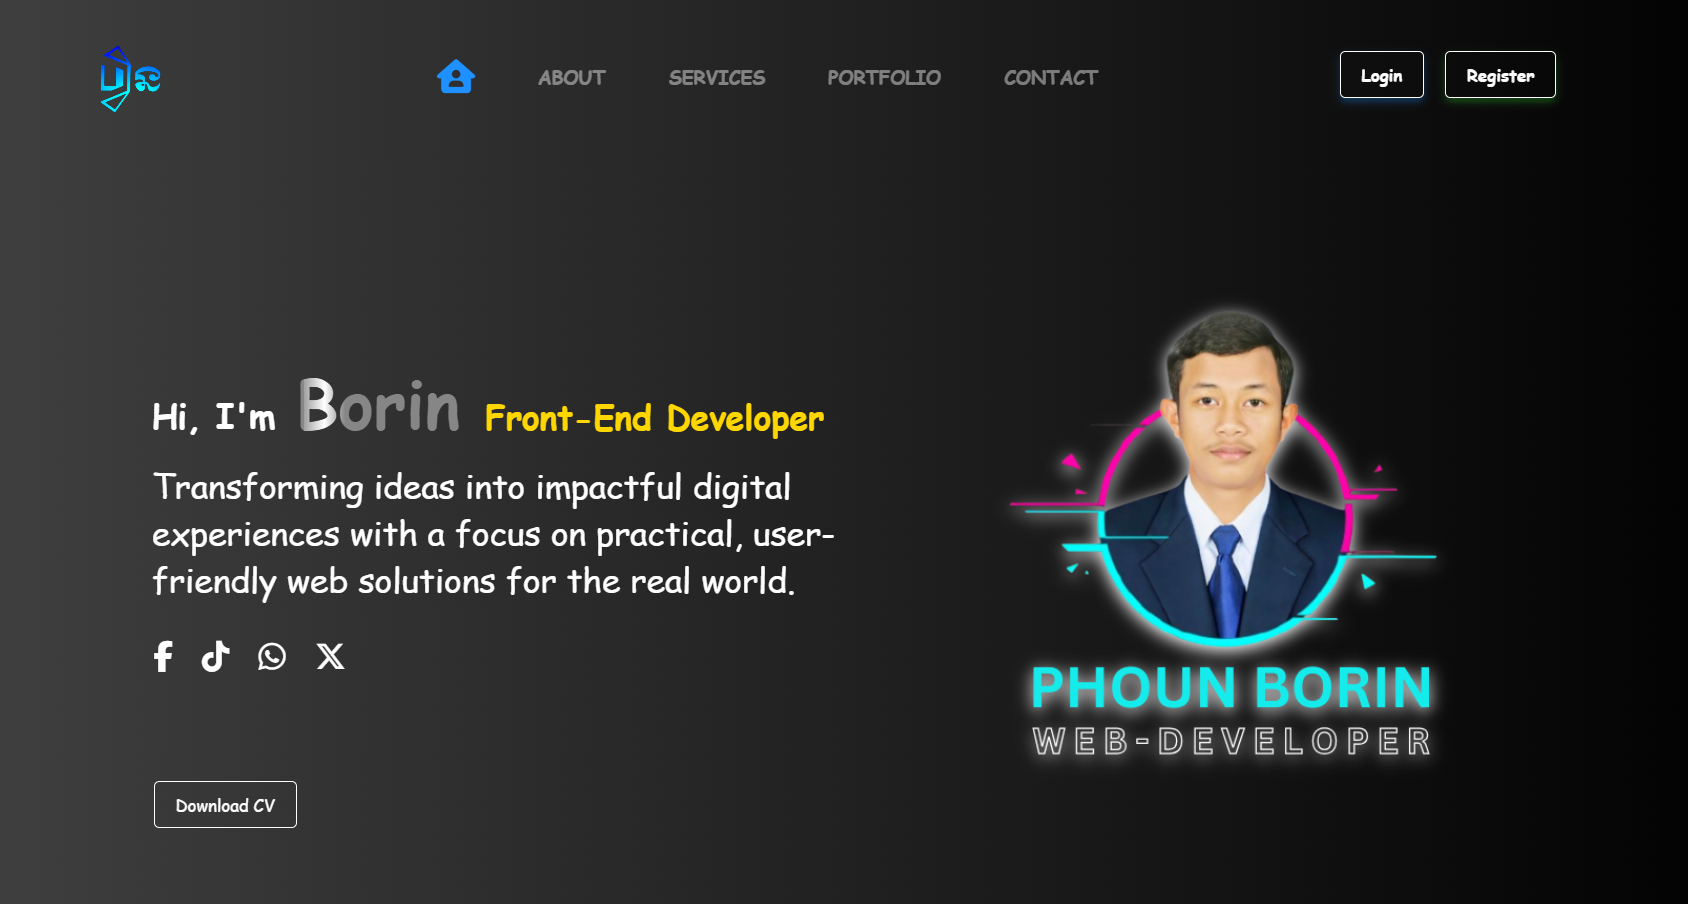 ABOUT SERVICES PORTFOLIO CONTACT Login Register
Hi, I'm Borin Front-End Developer
Transforming ideas into impactful digital
experiences with a focus on practical, user-
friendly web solutions for the real world.
Download CV
PHOUN BORIN
WEB-DEVELOPER